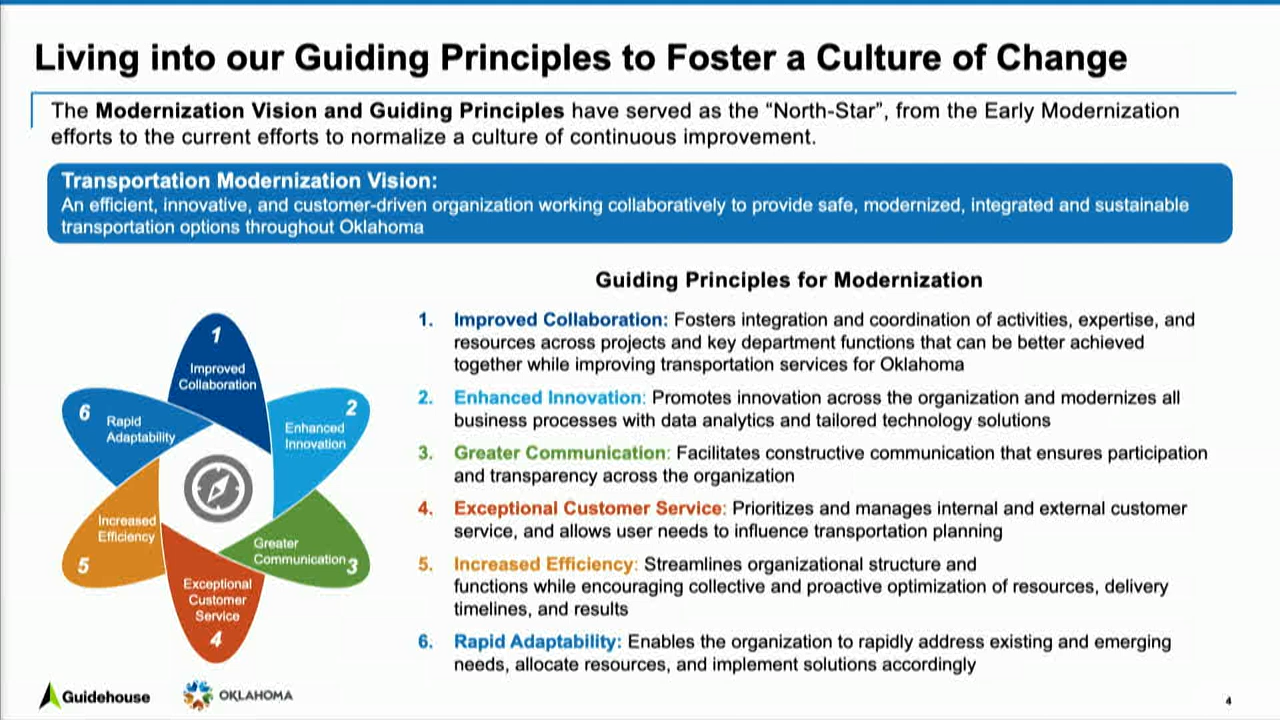 Living into our Guiding Principles to Foster a Culture of Change
The Modernization Vision and Guiding Principles have served as the “North-Star”, from the Early Modernization
efforts to the current efforts to normalize a culture of continuous improvement.
Transportation Modernization Vision:
An efficient, innovative, and customer-driven organization working collaboratively to provide safe, modernized, integrated and sustainable
transportation options throughout Oklahoma
Guiding Principles for Modernization
1
Improved
Collaboration
2
Enhanced
Innovation
Greater
Communication 3
Exceptional
Customer
Service
4
Increased
Efficiency
5
6
Rapid
Adaptability
1. Improved Collaboration: Fosters integration and coordination of activities, expertise, and
resources across projects and key department functions that can be better achieved
together while improving transportation services for Oklahoma
2. Enhanced Innovation: Promotes innovation across the organization and modernizes all
business processes with data analytics and tailored technology solutions
3. Greater Communication: Facilitates constructive communication that ensures participation
and transparency across the organization
4. Exceptional Customer Service: Prioritizes and manages internal and external customer
service, and allows user needs to influence transportation planning
5. Increased Efficiency: Streamlines organizational structure and
functions while encouraging collective and proactive optimization of resources, delivery
timelines, and results
6. Rapid Adaptability: Enables the organization to rapidly address existing and emerging
needs, allocate resources, and implement solutions accordingly
Guidehouse
OKLAHOMA
4